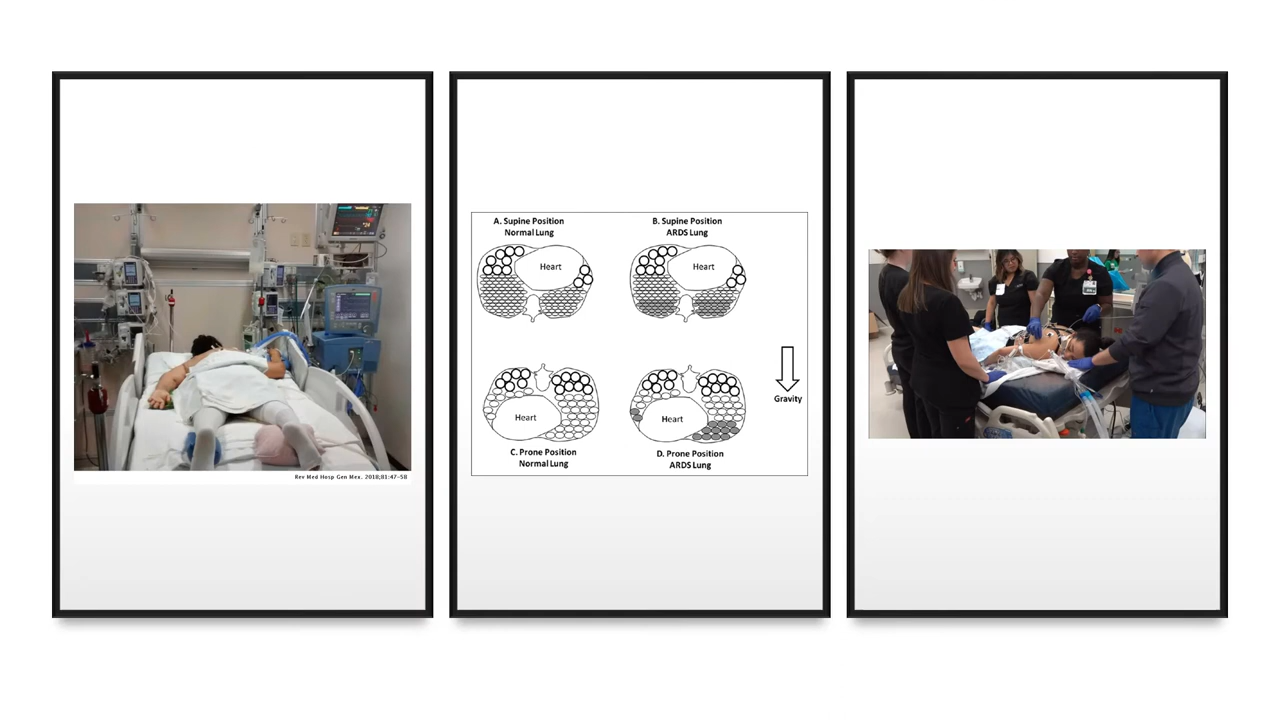 Rev Med Hosp Gen Mex. 2018;81:47-58
A. Supine Position
Normal Lung
B. Supine Position
ARDS Lung
Heart
Heart
Gravity
Heart
Heart
C. Prone Position
Normal Lung
D. Prone Position
ARDS Lung